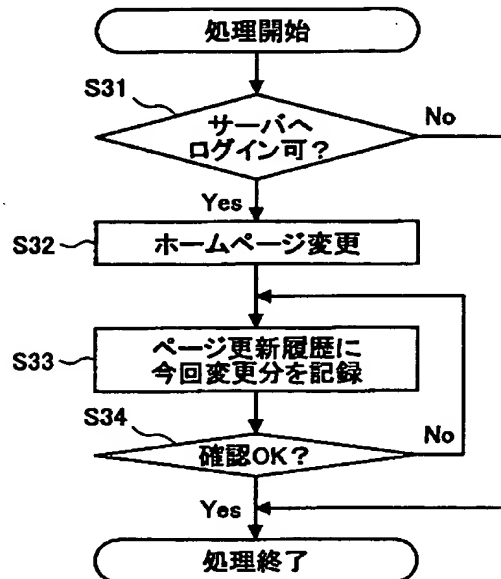 処理開始
S31
サーバへ
ログイン可？
No
Yes
S32
ホームページ変更
S33
ページ更新履歴に
今回変更分を記録
S34
確認OK？
No
Yes
処理終了